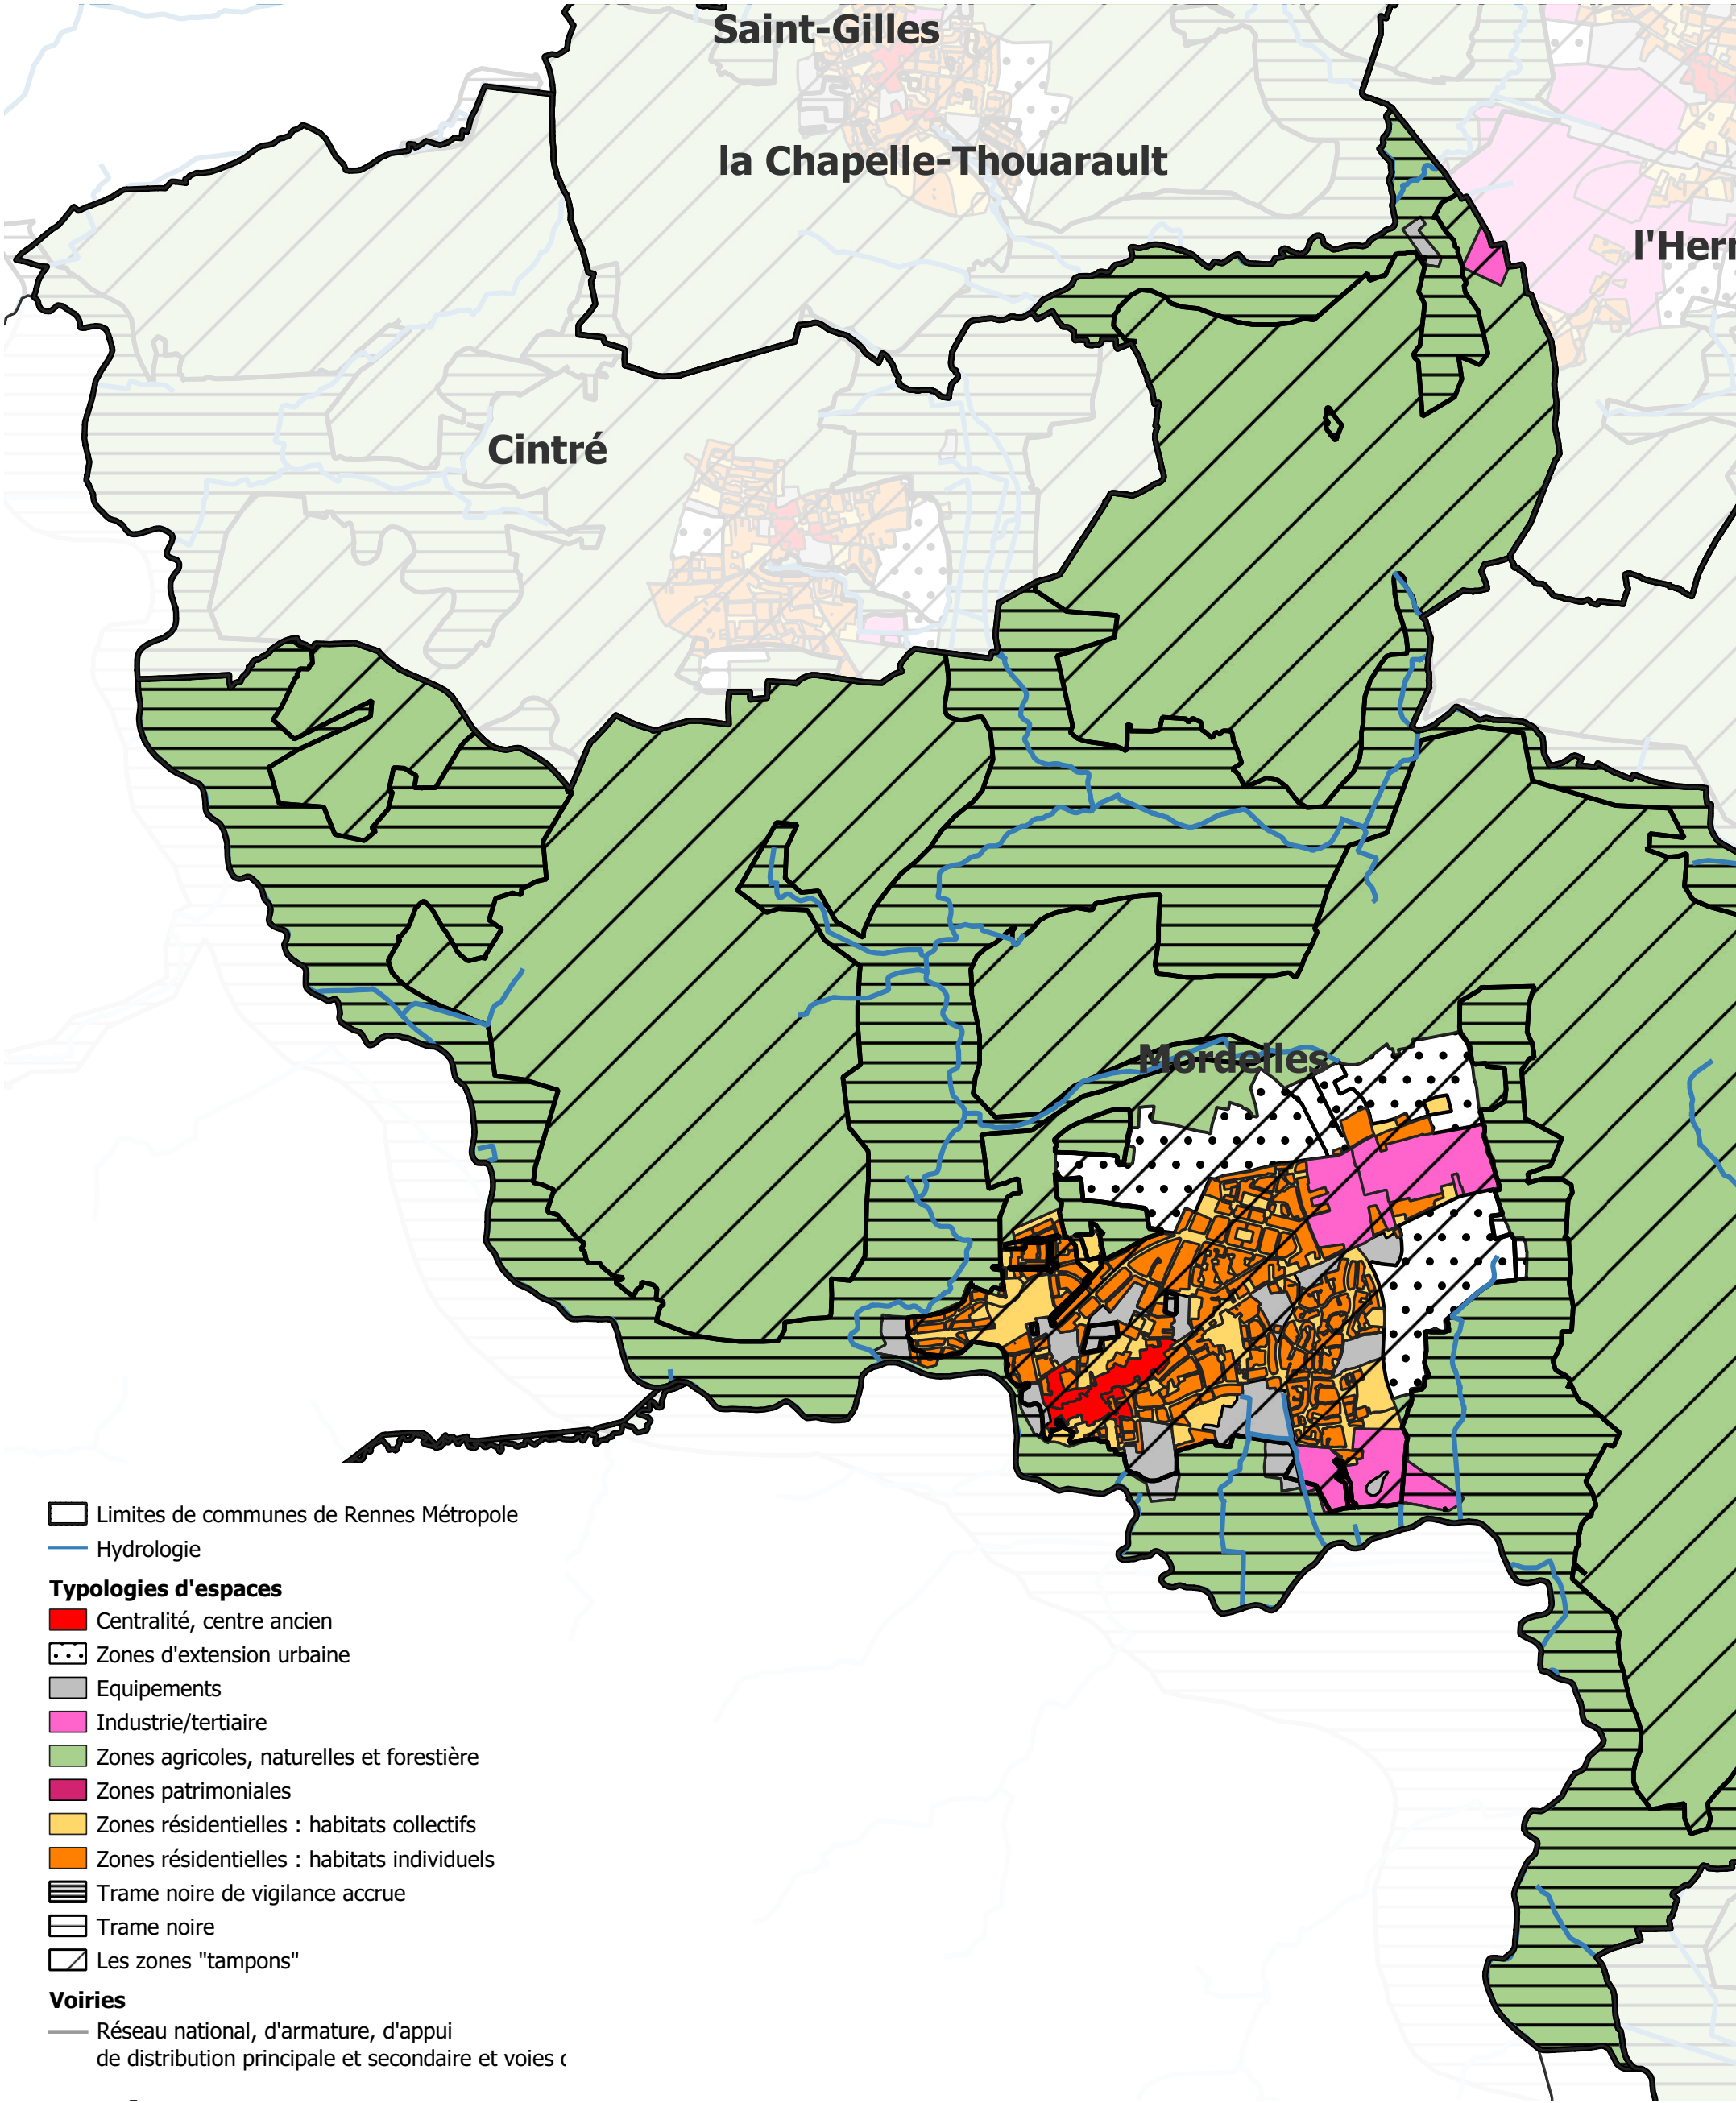 Saint-Gilles
la Chapelle-Thouarault
l'Her
Cintré
Mordelles
Limites de communes de Rennes Métropole
Hydrologie
Typologies d'espaces
Centralité, centre ancien
Zones d'extension urbaine
Equipements
Industrie/tertiaire
Zones agricoles, naturelles et forestière
Zones patrimoniales
Zones résidentielles : habitats collectifs
Zones résidentielles : habitats individuels
Trame noire de vigilance accrue
Trame noire
Les zones "tampons"
Voiries
Réseau national, d'armature, d'appui
de distribution principale et secondaire et voies